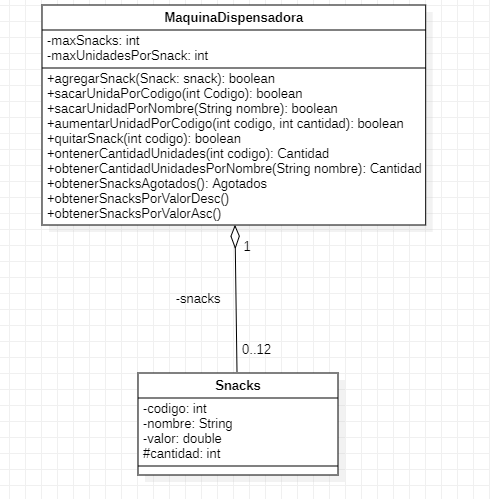 MaquinaDispensadora
-maxSnacks: int
-maxUnidadesPorSnack: int
+agregarSnack(Snack: snack): boolean
+sacarUnidaPorCodigo(int Codigo): boolean
+sacarUnidadPorNombre(String nombre): boolean
+aumentarUnidadPorCodigo(int codigo, int cantidad): boolean
+quitarSnack(int codigo): boolean
+ontenerCantidadUnidades(int codigo): Cantidad
+obtenerCantidadUnidadesPorNombre(String nombre): Cantidad
+obtenerSnacksAgotados(): Agotados
+obtenerSnacksPorValorDesc()
+obtenerSnacksPorValorAsc()
1
-snacks
0..12
Snacks
-codigo: int
-nombre: String
-valor: double
#cantidad: int